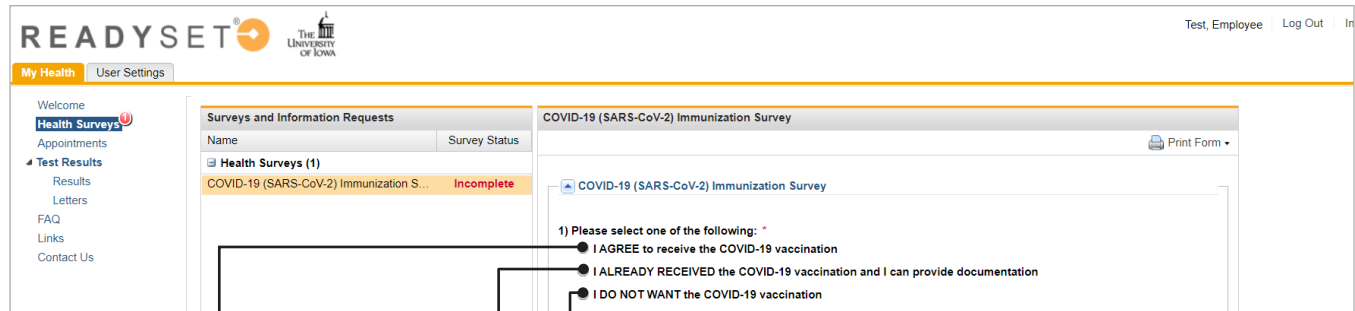 READYSET®
THE UNIVERSITY OF IOWA
Test, Employee Log Out In
My Health User Settings
Welcome
Health Surveys 1
Appointments
Test Results
Results
Letters
FAQ
Links
Contact Us
Surveys and Information Requests
Name Survey Status
Health Surveys (1)
COVID-19 (SARS-CoV-2) Immunization S... Incomplete
COVID-19 (SARS-CoV-2) Immunization Survey
Print Form
COVID-19 (SARS-CoV-2) Immunization Survey
1) Please select one of the following: *
I AGREE to receive the COVID-19 vaccination
I ALREADY RECEIVED the COVID-19 vaccination and I can provide documentation
I DO NOT WANT the COVID-19 vaccination